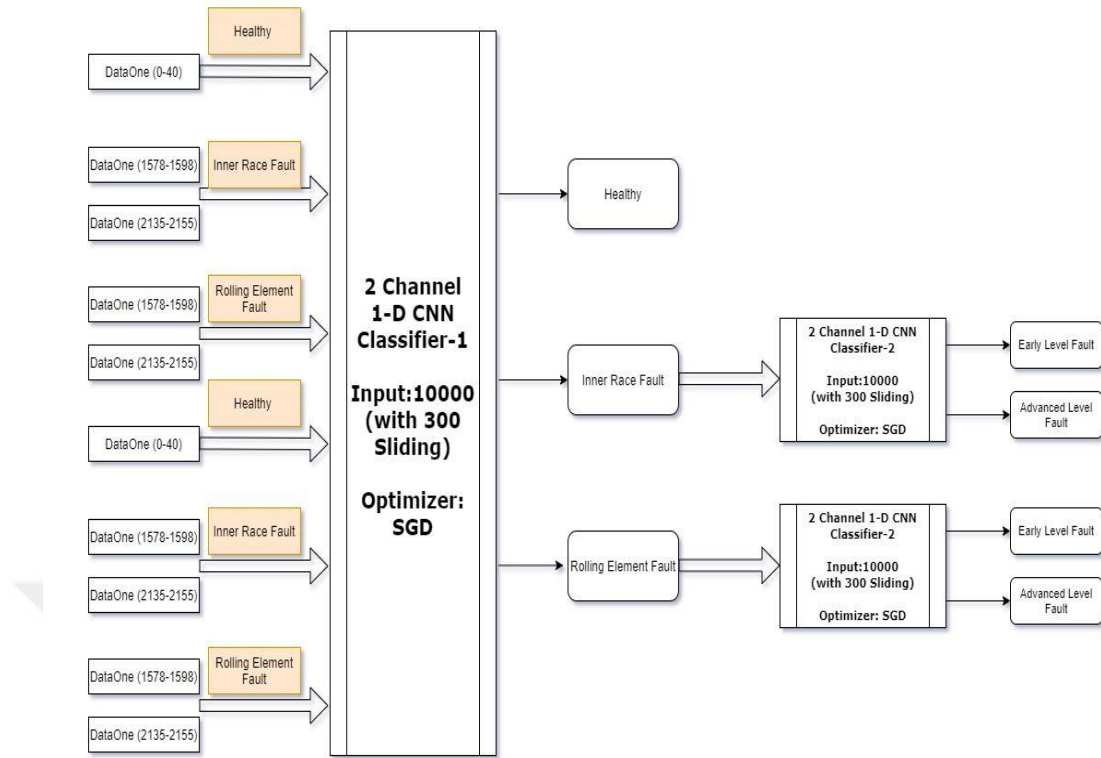 Healthy
DataOne (0-40)
DataOne (1578-1598)
Inner Race Fault
DataOne (2135-2155)
DataOne (1578-1598)
Rolling Element
Fault
DataOne (2135-2155)
Healthy
DataOne (0-40)
DataOne (1578-1598)
Inner Race Fault
DataOne (2135-2155)
Rolling Element
Fault
DataOne (1578-1598)
DataOne (2135-2155)
2 Channel
1-D CNN
Classifier-1
Input:10000
(with 300
Sliding)
Optimizer:
SGD
Healthy
Inner Race Fault
Rolling Element Fault
2 Channel 1-D CNN
Classifier-2
Input:10000
(with 300 Sliding)
Optimizer: SGD
Early Level Fault
Advanced Level
Fault
2 Channel 1-D CNN
Classifier-2
Input:10000
(with 300 Sliding)
Optimizer: SGD
Early Level Fault
Advanced Level
Fault